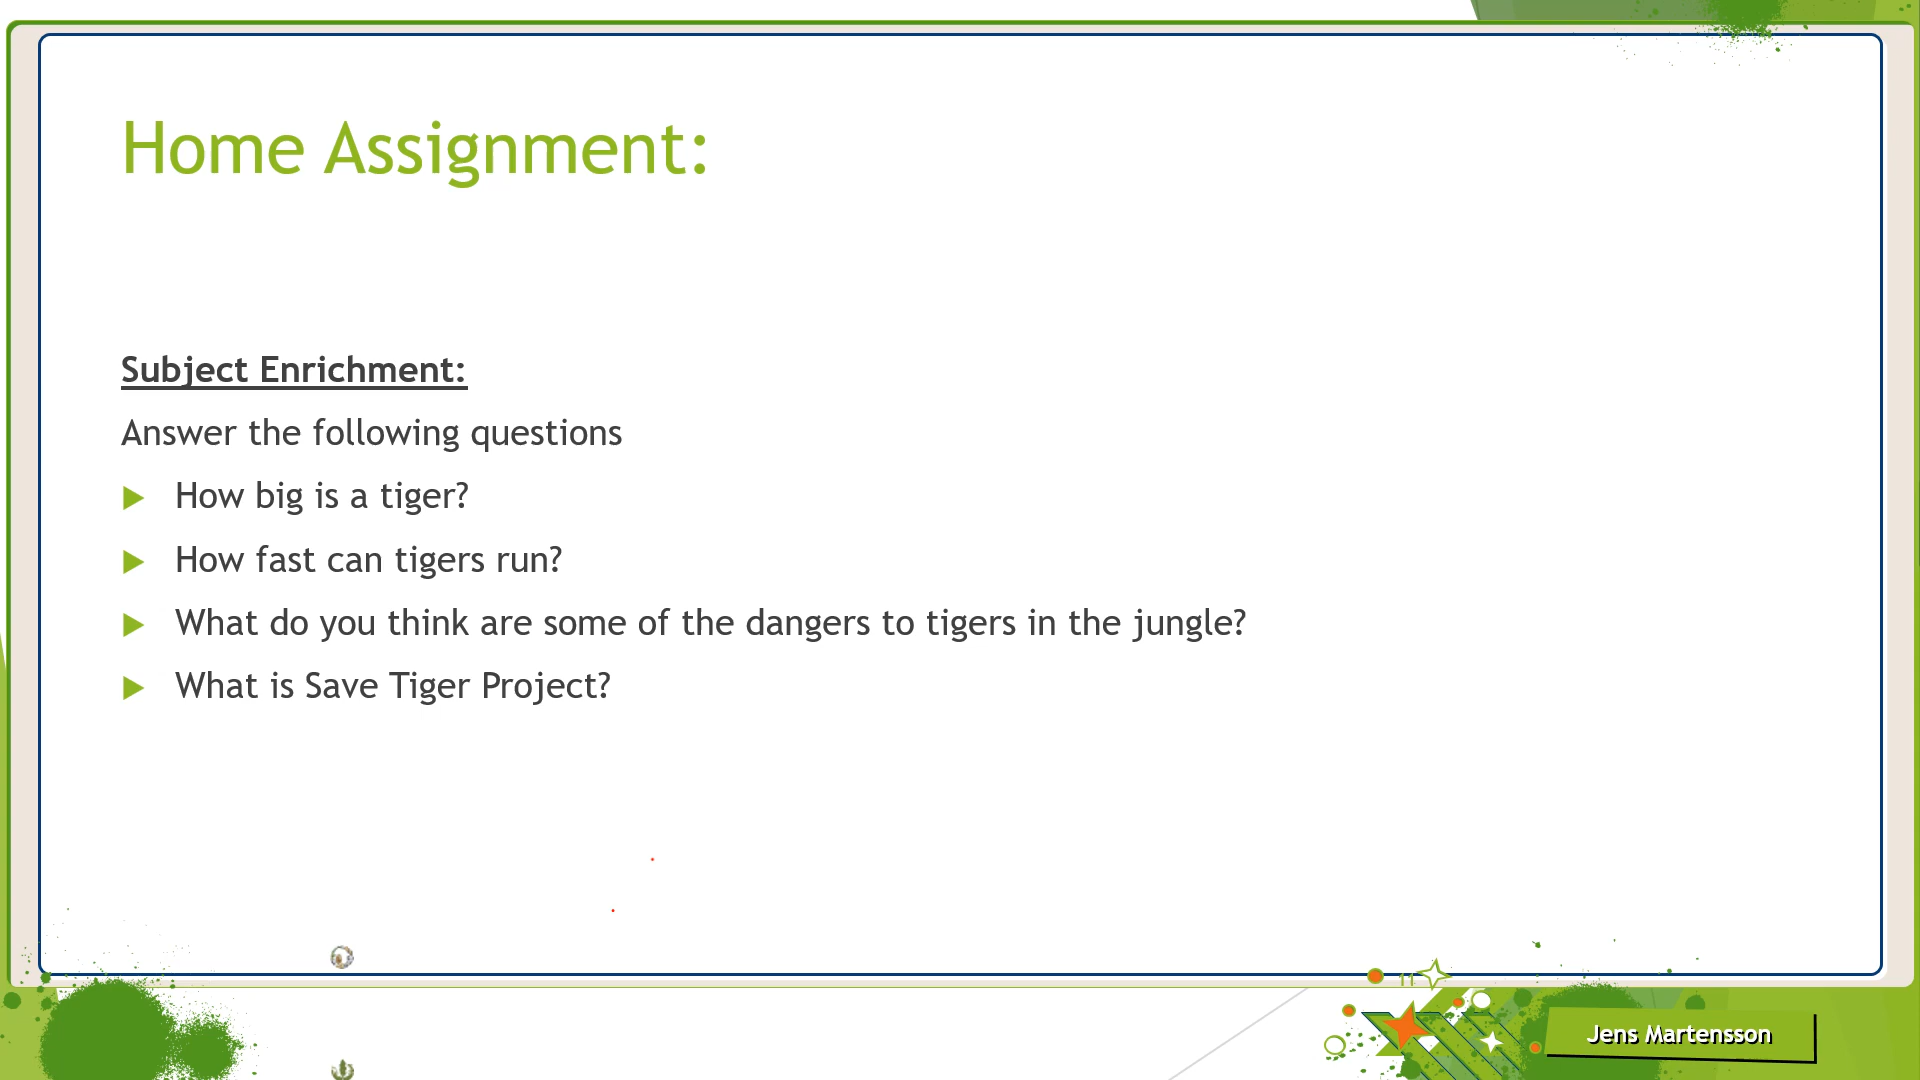 Home Assignment:
Subject Enrichment:
Answer the following questions
How big is a tiger?
How fast can tigers run?
What do you think are some of the dangers to tigers in the jungle?
What is Save Tiger Project?
Jens Martensson